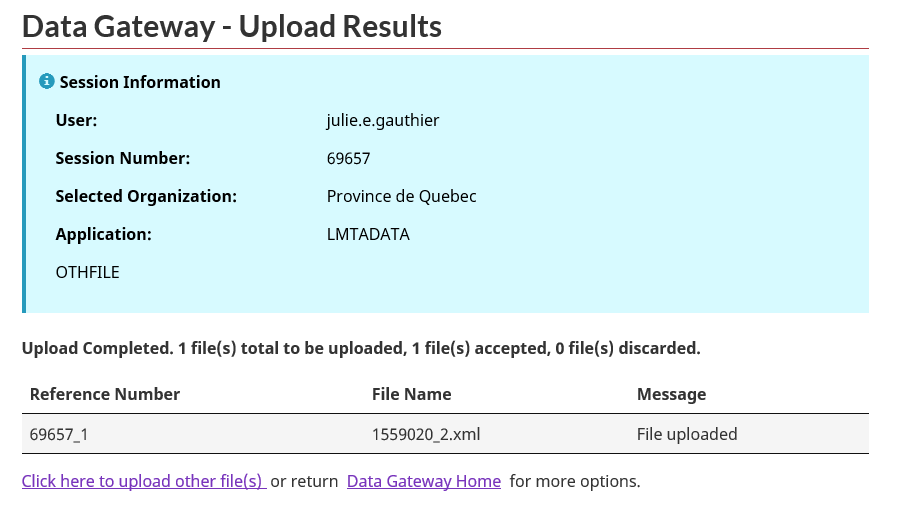 Data Gateway - Upload Results
Session Information
User: julie.e.gauthier
Session Number: 69657
Selected Organization: Province de Quebec
Application: LMTADATA
OTHFILE
Upload Completed. 1 file(s) total to be uploaded, 1 file(s) accepted, 0 file(s) discarded.
Reference Number File Name Message
69657_1 1559020_2.xml File uploaded
Click here to upload other file(s) or return Data Gateway Home for more options.